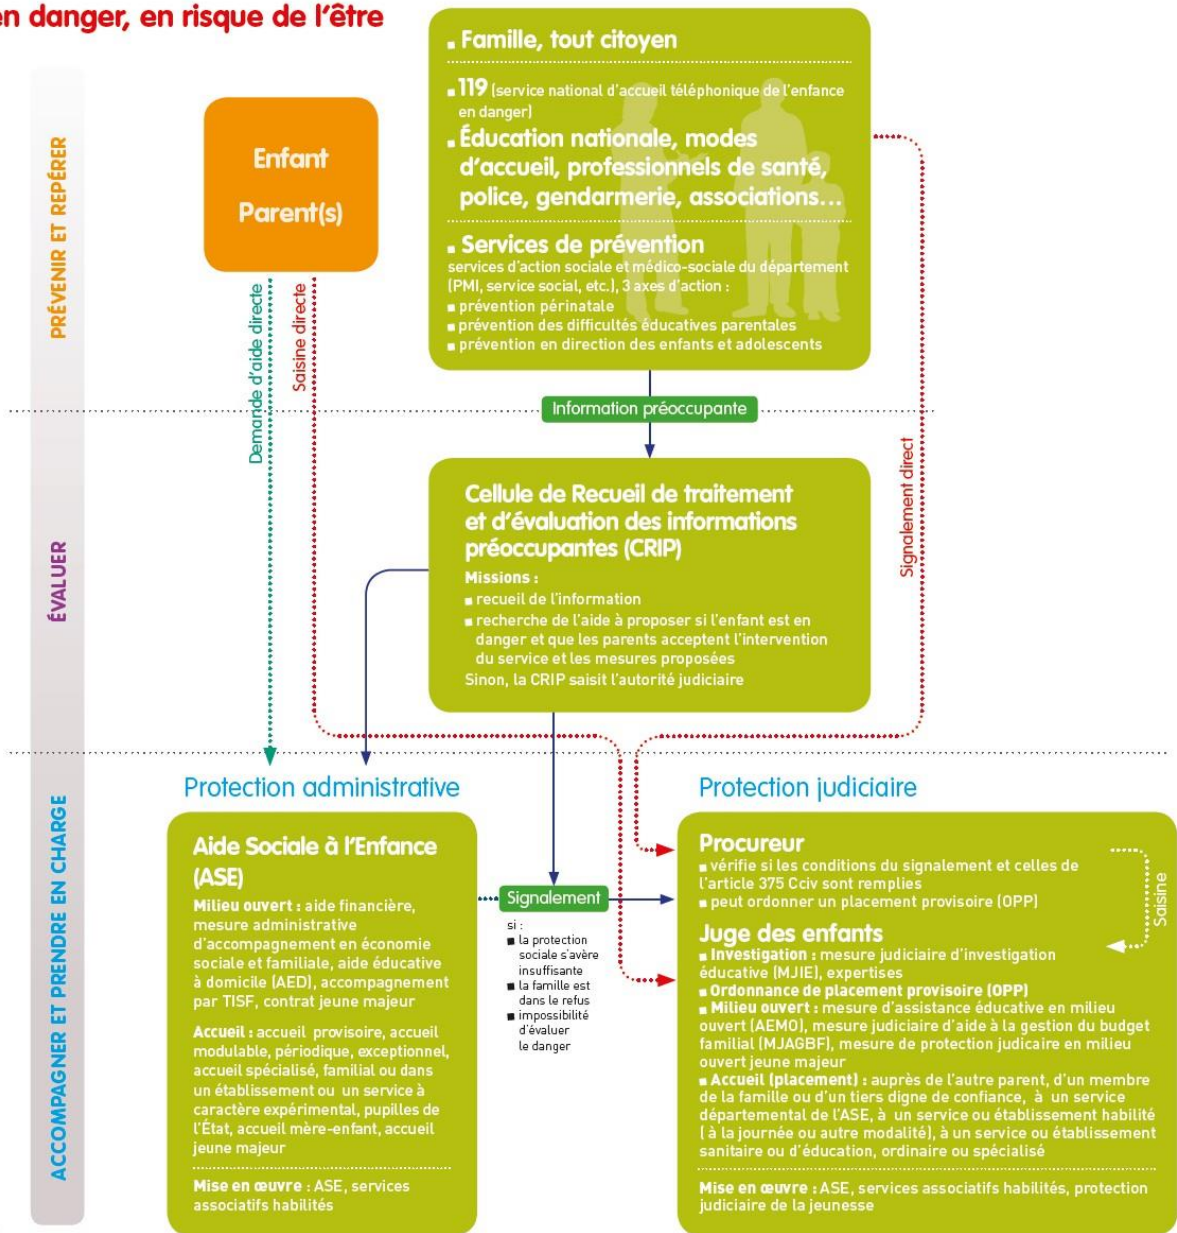 en danger, en risque de l'être
PRÉVENIR ET REPÉRER
Enfant
Parent(s)
▪ Famille, tout citoyen
▪ 119 (service national d'accueil téléphonique de l'enfance
en danger)
▪ Éducation nationale, modes
d'accueil, professionnels de santé,
police, gendarmerie, associations...
▪ Services de prévention
services d'action sociale et médico-sociale du département
(PMI, service social, etc.), 3 axes d'action :
▪ prévention périnatale
▪ prévention des difficultés éducatives parentales
▪ prévention en direction des enfants et adolescents
Demande d'aide directe
Saisine directe
Information préoccupante
Signalement direct
ÉVALUER
Cellule de Recueil de traitement
et d'évaluation des informations
préoccupantes (CRIP)
Missions :
▪ recueil de l'information
▪ recherche de l'aide à proposer si l'enfant est en
danger et que les parents acceptent l'intervention
du service et les mesures proposées
Sinon, la CRIP saisit l'autorité judiciaire
ACCOMPAGNER ET PRENDRE EN CHARGE
Protection administrative
Aide Sociale à l'Enfance
(ASE)
Milieu ouvert : aide financière,
mesure administrative
d'accompagnement en économie
sociale et familiale, aide éducative
à domicile (AED), accompagnement
par TISF, contrat jeune majeur
Accueil : accueil provisoire, accueil
modulable, périodique, exceptionnel,
accueil spécialisé, familial ou dans
un établissement ou un service à
caractère expérimental, pupilles de
l'État, accueil mère-enfant, accueil
jeune majeur
Mise en œuvre : ASE, services
associatifs habilités
Signalement
si :
▪ la protection
sociale s'avère
insuffisante
▪ la famille est
dans le refus
▪ impossibilité
d'évaluer
le danger
Protection judiciaire
Procureur
▪ vérifie si les conditions du signalement et celles de
l'article 375 Cciv sont remplies
▪ peut ordonner un placement provisoire (OPP)
Saisine
Juge des enfants
▪ Investigation : mesure judiciaire d'investigation
éducative (MJIE), expertises
▪ Ordonnance de placement provisoire (OPP)
▪ Milieu ouvert : mesure d'assistance éducative en milieu
ouvert (AEMO), mesure judiciaire d'aide à la gestion du budget
familial (MJAGBF), mesure de protection judicaire en milieu
ouvert jeune majeur
▪ Accueil (placement) : auprès de l'autre parent, d'un membre
de la famille ou d'un tiers digne de confiance, à un service
départemental de l'ASE, à un service ou établissement habilité
( à la journée ou autre modalité), à un service ou établissement
sanitaire ou d'éducation, ordinaire ou spécialisé
Mise en œuvre : ASE, services associatifs habilités, protection
judiciaire de la jeunesse